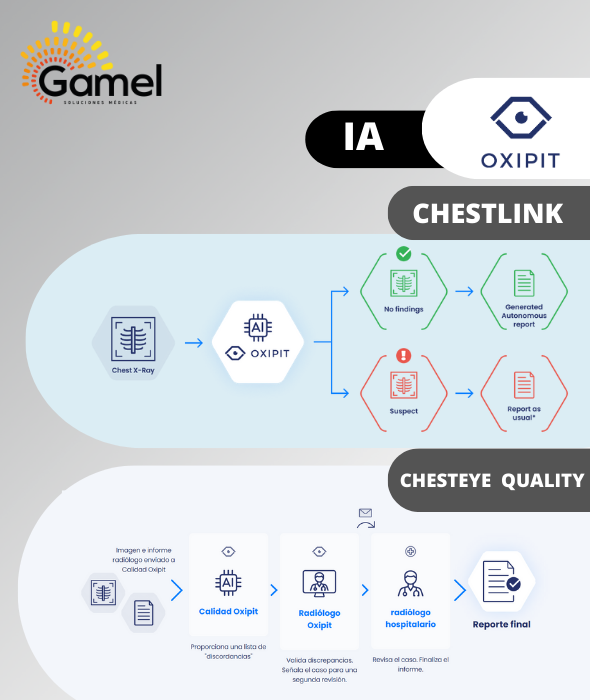 Gamel
SOLUCIONES MÉDICAS
IA
OXIPIT
CHESTLINK
No findings
Generated
Autonomous
report
Chest X-Ray
AI
OXIPIT
Suspect
Report as
usual*
CHESTEYE QUALITY
Imagen e informe
radiólogo enviado a
Calidad Oxipit
AI
Calidad Oxipit
Proporciona una lista de
"discordancias"
Radiólogo
Oxipit
Valida discrepancias.
Señala el caso para una
segunda revisión.
radiólogo
hospitalario
Revisa el caso. Finaliza el
informe.
Reporte final